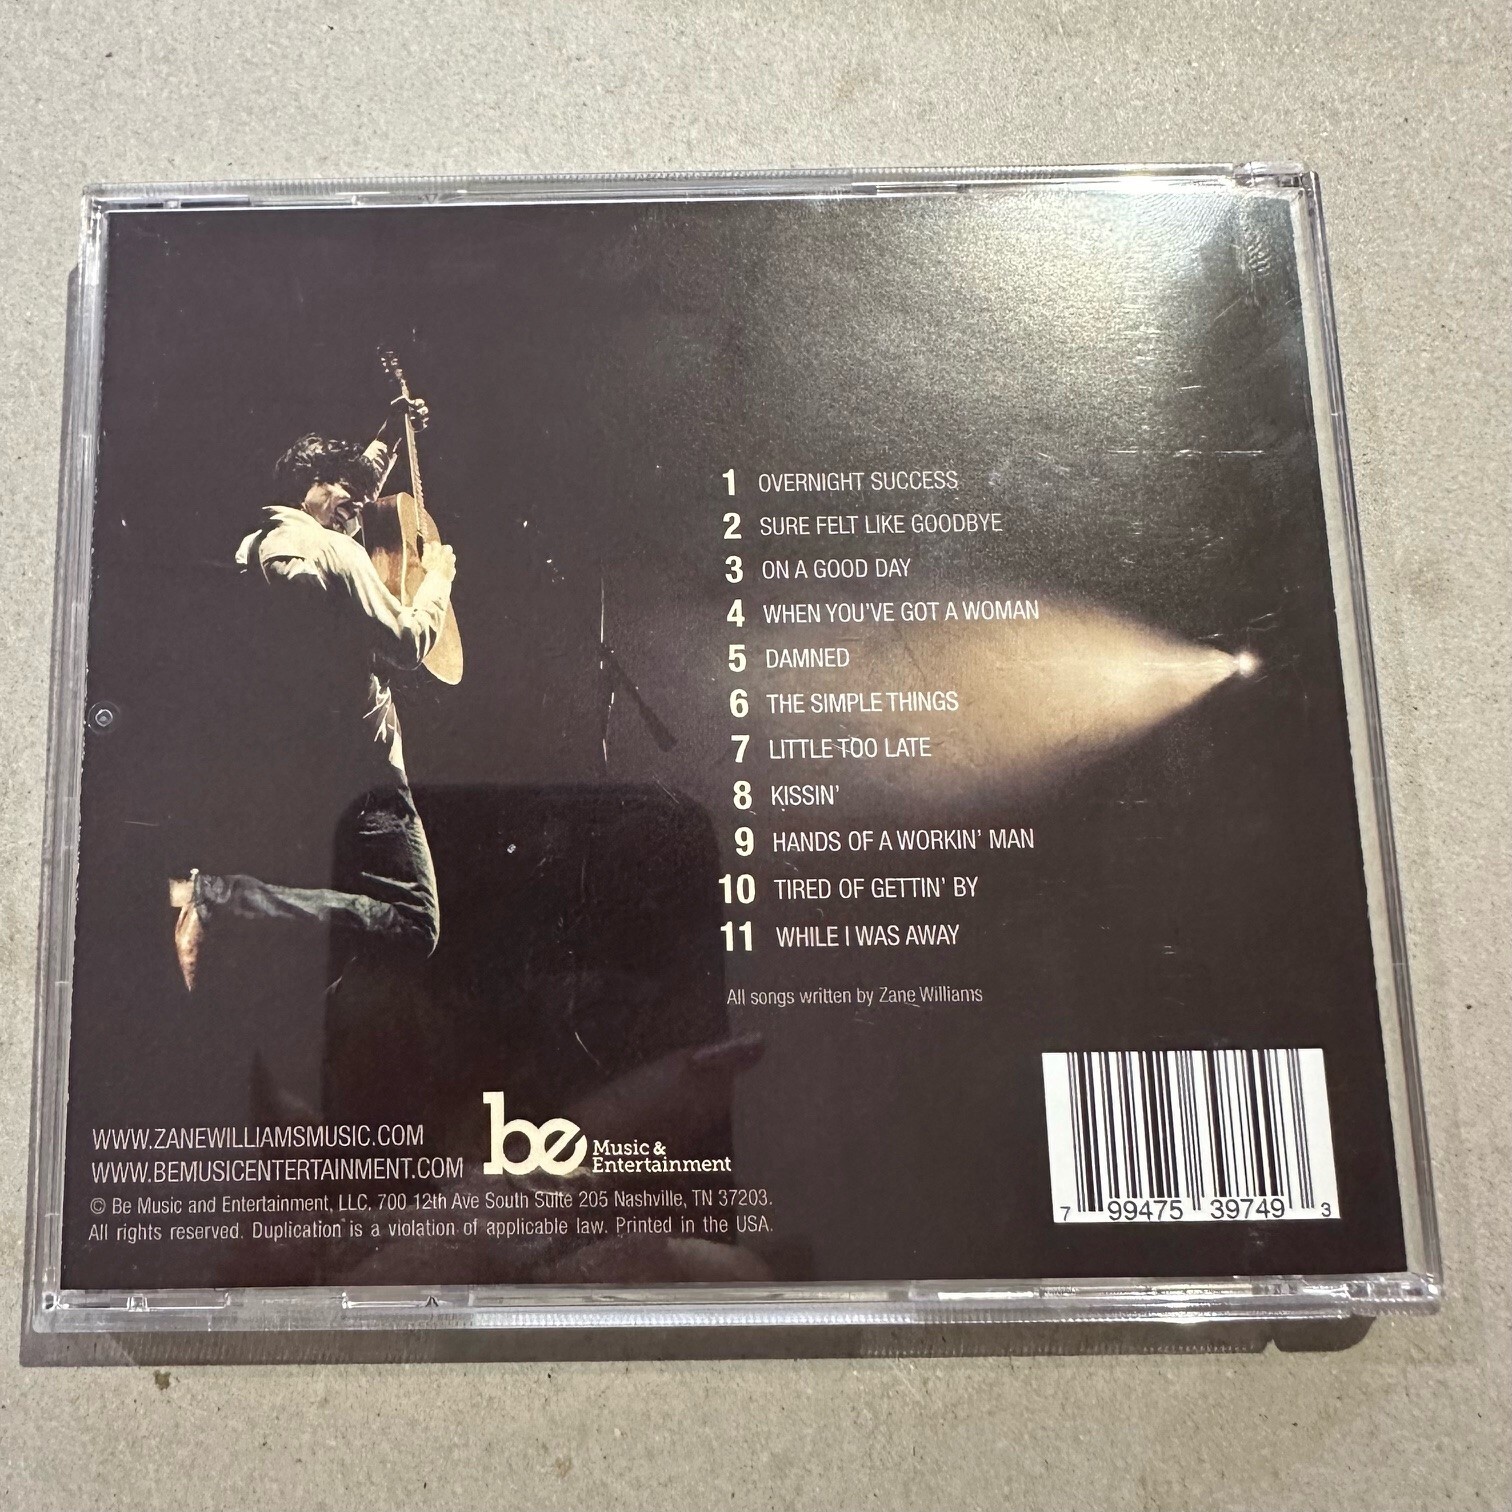 1 OVERNIGHT SUCCESS
2 SURE FELT LIKE GOODBYE
3 ON A GOOD DAY
4 WHEN YOU'VE GOT A WOMAN
5 DAMNED
6 THE SIMPLE THINGS
7 LITTLE TOO LATE
8 KISSIN'
9 HANDS OF A WORKIN' MAN
10 TIRED OF GETTIN' BY
11 WHILE I WAS AWAY
All songs written by Zane Williams
WWW.ZANEWILLIAMSMUSIC.COM
WWW.BEMUSICENTERTAINMENT.COM
be Music &
Entertainment
© Be Music and Entertainment, LLC. 700 12th Ave South Suite 205 Nashville, TN 37203.
All rights reserved. Duplication is a violation of applicable law. Printed in the USA.
7 99475 39749 3